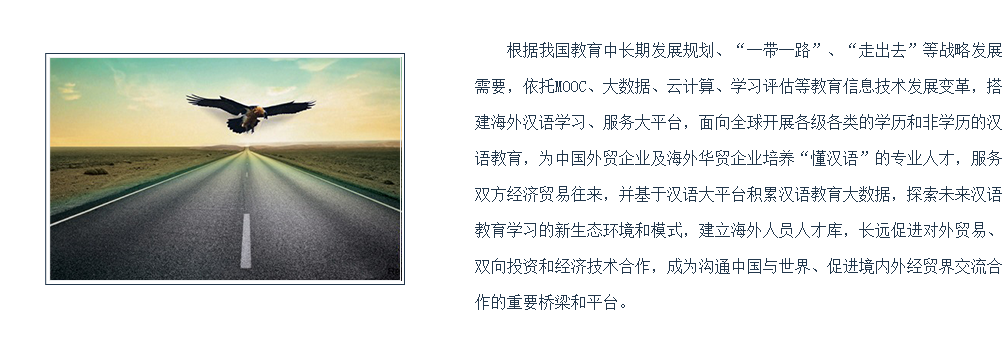 根据我国教育中长期发展规划、“一带一路”、“走出去”等战略发展
需要，依托MOOC、大数据、云计算、学习评估等教育信息技术发展变革，搭
建海外汉语学习、服务大平台，面向全球开展各级各类的学历和非学历的汉
语教育，为中国外贸企业及海外华贸企业培养“懂汉语”的专业人才，服务
双方经济贸易往来，并基于汉语大平台积累汉语教育大数据，探索未来汉语
教育学习的新生态环境和模式，建立海外人员人才库，长远促进对外贸易、
双向投资和经济技术合作，成为沟通中国与世界、促进境内外经贸界交流合
作的重要桥梁和平台。